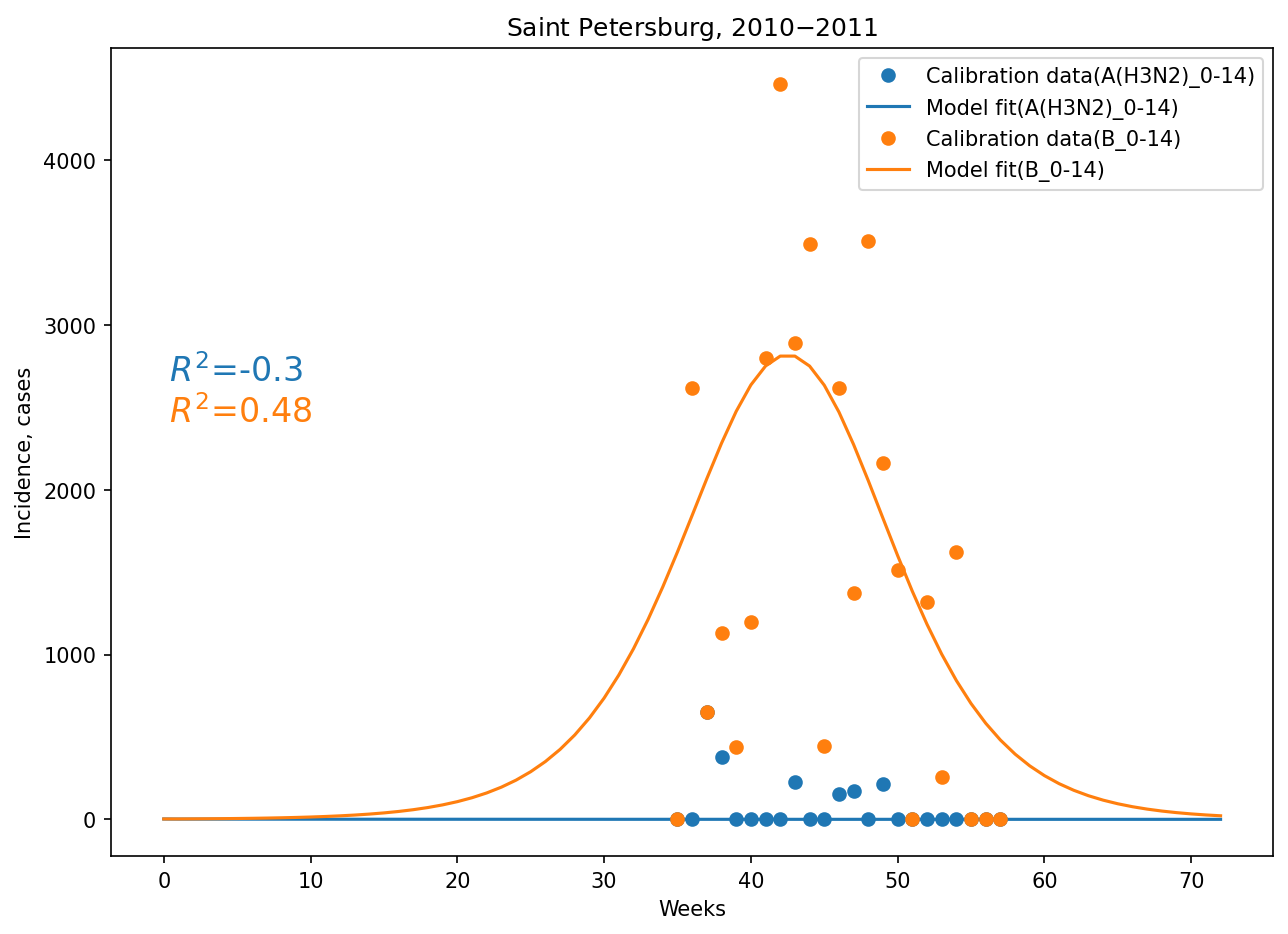 Saint Petersburg, 2010−2011
Calibration data(A(H3N2)_0-14)
Model fit(A(H3N2)_0-14)
Calibration data(B_0-14)
Model fit(B_0-14)
4000
3000
2000
1000
0
R²=-0.3
R²=0.48
Incidence, cases
0 10 20 30 40 50 60 70
Weeks